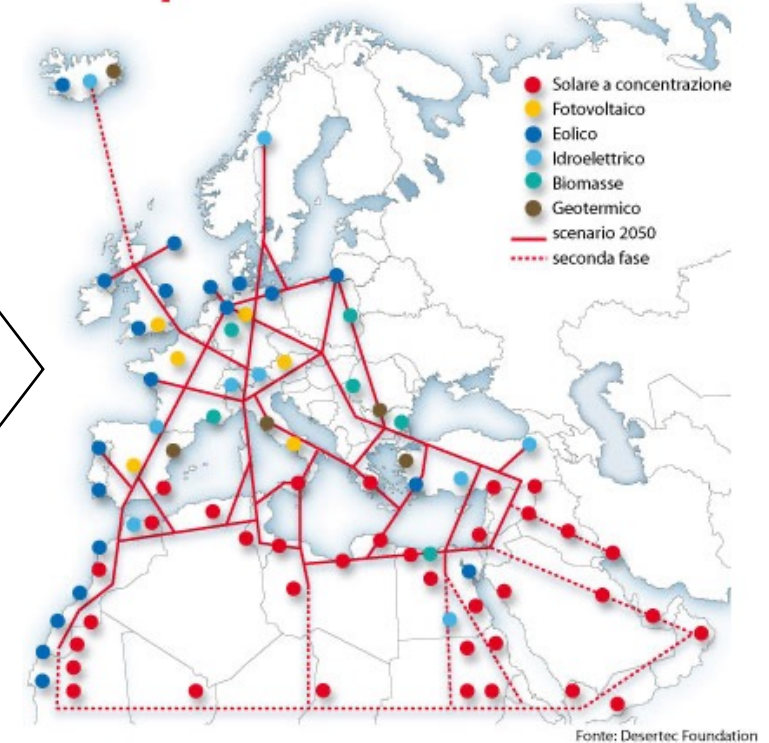 Solare a concentrazione
Fotovoltaico
Eolico
Idroelettrico
Biomasse
Geotermico
scenario 2050
seconda fase
Fonte: Desertec Foundation